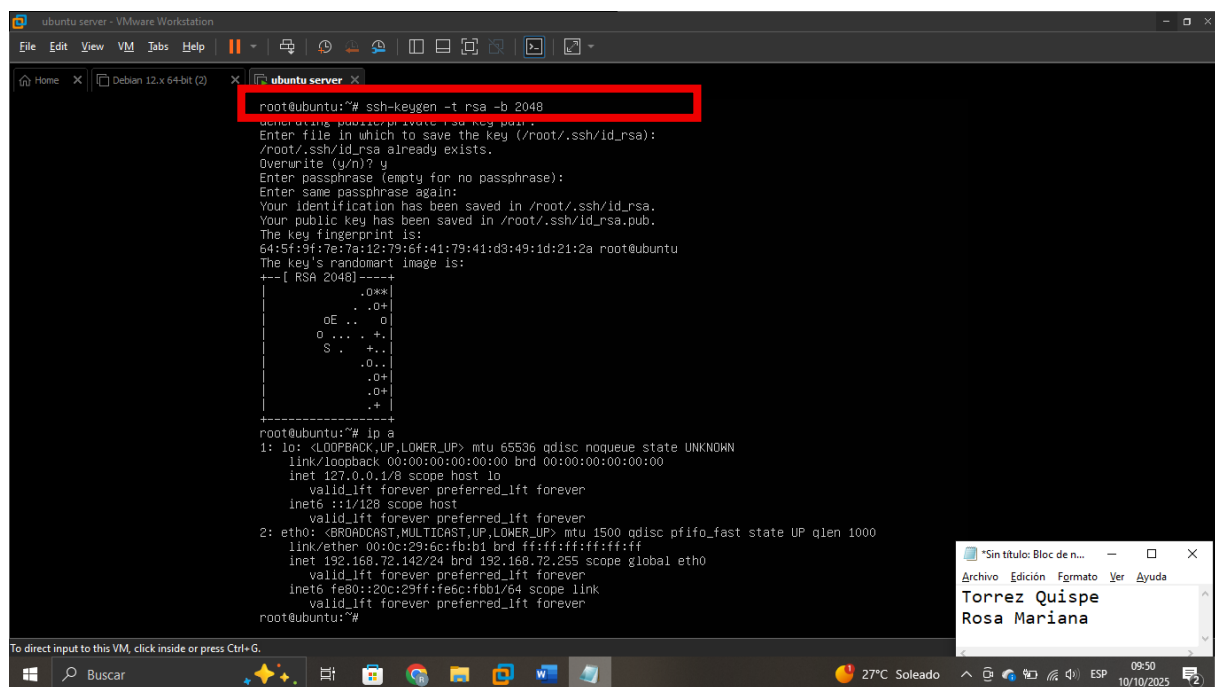 ubuntu server - VMware Workstation
File Edit View VM Tabs Help
Home Debian 12.x 64-bit (2) ubuntu server
root@ubuntu:~# ssh-keygen -t rsa -b 2048
Generating public/private rsa key pair.
Enter file in which to save the key (/root/.ssh/id_rsa):
/root/.ssh/id_rsa already exists.
Overwrite (y/n)? y
Enter passphrase (empty for no passphrase):
Enter same passphrase again:
Your identification has been saved in /root/.ssh/id_rsa.
Your public key has been saved in /root/.ssh/id_rsa.pub.
The key fingerprint is:
64:5f:9f:7e:7a:12:79:6f:41:79:41:d3:49:1d:21:2a root@ubuntu
The key's randomart image is:
+--[ RSA 2048]----+
|            .o**|
|            . .o+|
|        oE ..   o|
|       o ... . +.|
|        S .   +..|
|             .o..|
|              .o+|
|              .o+|
|              .+ |
+-----------------+
root@ubuntu:~# ip a
1: lo: <LOOPBACK,UP,LOWER_UP> mtu 65536 qdisc noqueue state UNKNOWN
link/loopback 00:00:00:00:00:00 brd 00:00:00:00:00:00
inet 127.0.0.1/8 scope host lo
valid_lft forever preferred_lft forever
inet6 ::1/128 scope host
valid_lft forever preferred_lft forever
2: eth0: <BROADCAST,MULTICAST,UP,LOWER_UP> mtu 1500 qdisc pfifo_fast state UP qlen 1000
link/ether 00:0c:29:6c:fb:b1 brd ff:ff:ff:ff:ff:ff
inet 192.168.72.142/24 brd 192.168.72.255 scope global eth0
valid_lft forever preferred_lft forever
inet6 fe80::20c:29ff:fe6c:fbb1/64 scope link
valid_lft forever preferred_lft forever
root@ubuntu:~#
*Sin título: Bloc de n...
Archivo Edición Formato Ver Ayuda
Torrez Quispe
Rosa Mariana
To direct input to this VM, click inside or press Ctrl+G.
Buscar
27°C Soleado
ESP
09:50
10/10/2025
2